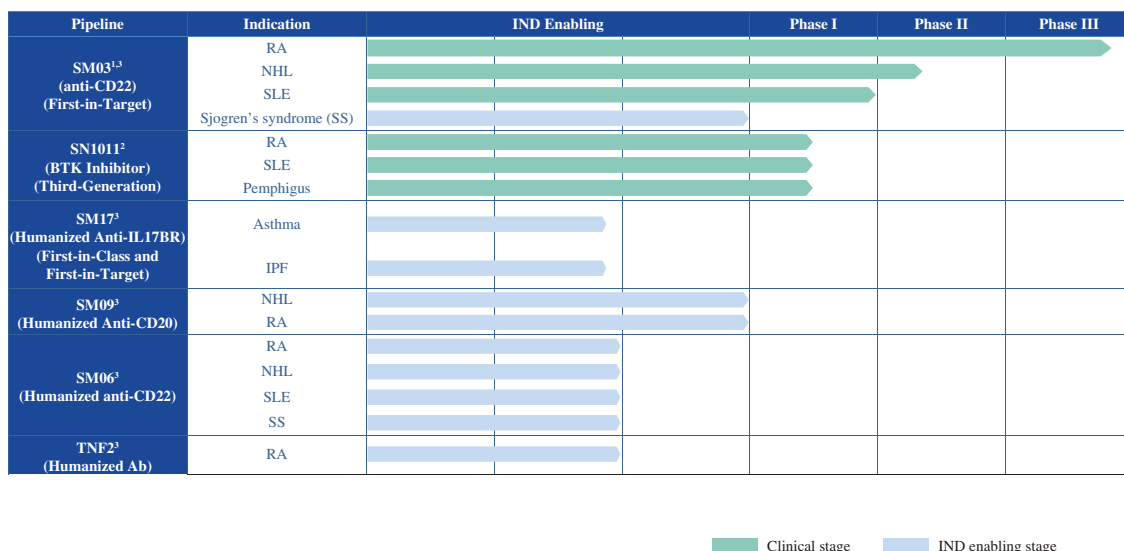 Pipeline Indication IND Enabling Phase I Phase II Phase III
SM03¹,³
(anti-CD22)
(First-in-Target)
RA
NHL
SLE
Sjogren's syndrome (SS)
SN1011²
(BTK Inhibitor)
(Third-Generation)
RA
SLE
Pemphigus
SM17³
(Humanized Anti-IL17BR)
(First-in-Class and
First-in-Target)
Asthma
IPF
SM09³
(Humanized Anti-CD20)
NHL
RA
SM06³
(Humanized anti-CD22)
RA
NHL
SLE
SS
TNF2³
(Humanized Ab)
RA
Clinical stage IND enabling stage